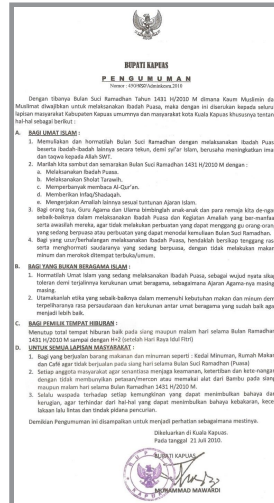 BUPATI KAPUAS
P E N G U M U M A N
Dengan tibanya Bulan Suci Ramadhan Tahun 1431 H/2010 M dimana Kaum Muslimin dan
Muslimat diwajibkan untuk melaksanakan Ibadah Puasa, maka dengan ini diserukan kepada seluruh
lapisan masyarakat Kabupaten Kapuas umumnya dan masyarakat kota Kuala Kapuas khususnya tentang
hal-hal sebagai berikut :
A. BAGI UMAT ISLAM :
1. Memuliakan dan hormatilah Bulan Suci Ramadhan dengan melaksanakan Ibadah Puasa
beserta ibadah-ibadah lainnya secara tekun, demi syi'ar Islam, berusaha meningkatkan iman
dan taqwa kepada Allah SWT.
2. Marilah kita sambut dan semarakan Bulan Suci Ramadhan 1431 H/2010 M dengan :
a. Melaksanakan Ibadah Puasa.
b. Melaksanakan Sholat Tarawih.
c. Memperbanyak membaca Al-Qur'an.
d. Memberikan Infaq/Shadaqah.
e. Mengerjakan Amaliah lainnya sesuai tuntunan Ajaran Islam.
3. Bagi orang tua, Guru Agama dan Ulama bimbinglah anak-anak dan para remaja kita de-ngan
sebaik-baiknya dalam melaksanakan Ibadah Puasa dan Kegiatan Amaliah yang ber-manfaat
serta awasilah mereka, agar tidak melakukan perbuatan yang dapat mengganggu orang-orang
yang sedang berpuasa atau perbuatan yang dapat menodai kemuliaan Bulan Suci Ramadhan.
4. Bagi yang uzur/berhalangan melaksanakan Ibadah Puasa, hendaklah bersikap tenggang rasa
dan menghormati saudaranya yang sedang berpuasa, dengan tidak melakukan makan
minum dan merokok ditempat terbuka/umum.
B. BAGI YANG BUKAN BERAGAMA ISLAM :
1. Hormatilah Umat Islam yang sedang melaksanakan Ibadah Puasa, sebagai wujud nyata sikap
toleran demi terjalinnya kerukunan umat beragama, sebagaimana Ajaran Agama-nya masing-
masing.
2. Utamakanlah etika yang sebaik-baiknya dalam memenuhi kebutuhan makan dan minum demi
terpeliharanya rasa persaudaraan dan kerukunan antar umat beragama yang sudah baik agar
menjadi lebih baik.
C. BAGI PEMILIK TEMPAT HIBURAN :
Menutup total tempat hiburan baik pada siang maupun malam hari selama Bulan Ramadhan
1431 H/2010 M sampai dengan H+2 (setelah Hari Raya Idul Fitri)
D. UNTUK SEMUA LAPISAN MASYARAKAT :
1. Bagi yang berjualan barang makanan dan minuman seperti : Kedai Minuman, Rumah Makan
dan Café agar tidak berjualan pada siang hari selama Bulan Suci Ramadhan (Puasa)
2. Setiap anggota masyarakat agar senantiasa menjaga keamanan, ketertiban dan kete-nangan
dengan tidak membunyikan petasan/mercon atau memakai alat dari Bambu pada siang
maupun malam hari selama Bulan Ramadhan 1431 H/2010 M.
3. Selalu waspada terhadap setiap kemungkinan yang dapat menimbulkan bahaya dan
kerugian, agar terhindar dari hal-hal yang dapat menimbulkan bahaya kebakaran, kece-
lakaan lalu lintas dan tindak pidana pencurian.
Demikian Pengumuman ini disampaikan untuk menjadi perhatian sebagaimana mestinya.
Dikeluarkan di Kuala Kapuas.
Pada tanggal 21 Juli 2010.
BUPATI KAPUAS
MUHAMMAD MAWARDI